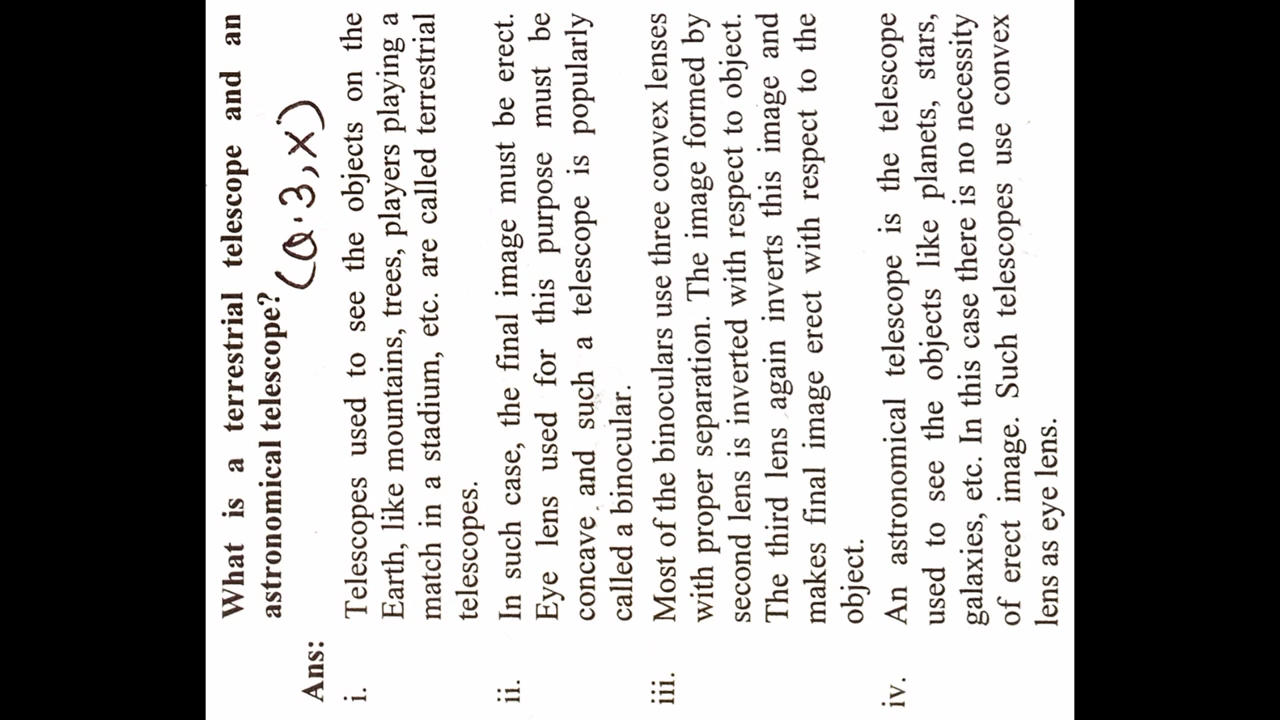 What is a terrestrial telescope and an
astronomical telescope?
(Q.3,X)
Ans:
i. Telescopes used to see the objects on the
Earth, like mountains, trees, players playing a
match in a stadium, etc. are called terrestrial
telescopes.
ii. In such case, the final image must be erect.
Eye lens used for this purpose must be
concave and such a telescope is popularly
called a binocular.
iii. Most of the binoculars use three convex lenses
with proper separation. The image formed by
second lens is inverted with respect to object.
The third lens again inverts this image and
makes final image erect with respect to the
object.
iv. An astronomical telescope is the telescope
used to see the objects like planets, stars,
galaxies, etc. In this case there is no necessity
of erect image. Such telescopes use convex
lens as eye lens.